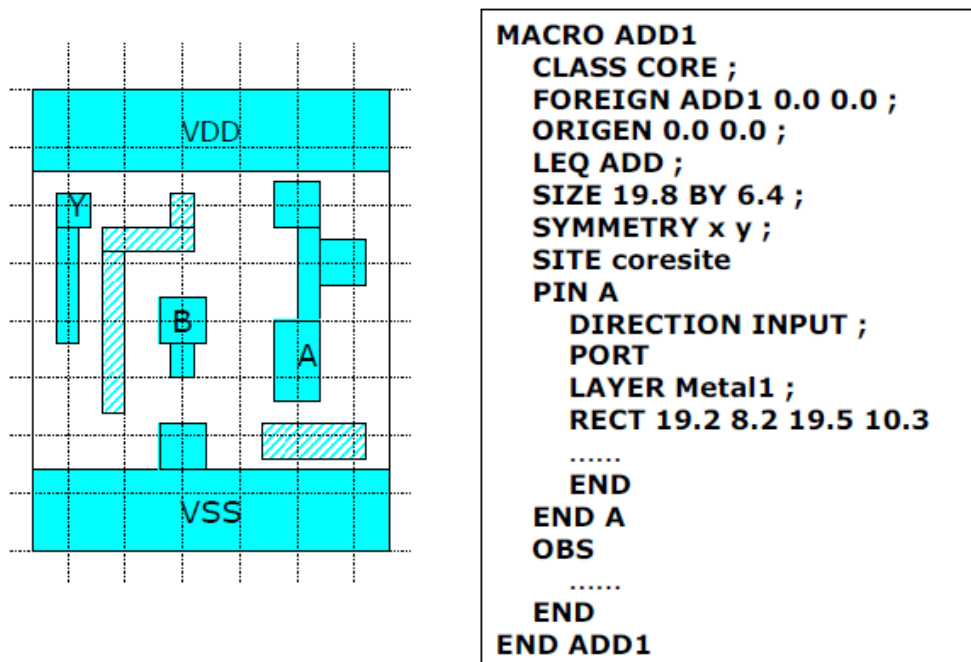 VDD
Y
B
A
VSS
MACRO ADD1
CLASS CORE ;
FOREIGN ADD1 0.0 0.0 ;
ORIGEN 0.0 0.0 ;
LEQ ADD ;
SIZE 19.8 BY 6.4 ;
SYMMETRY x y ;
SITE coresite
PIN A
DIRECTION INPUT ;
PORT
LAYER Metal1 ;
RECT 19.2 8.2 19.5 10.3
......
END
END A
OBS
......
END
END ADD1